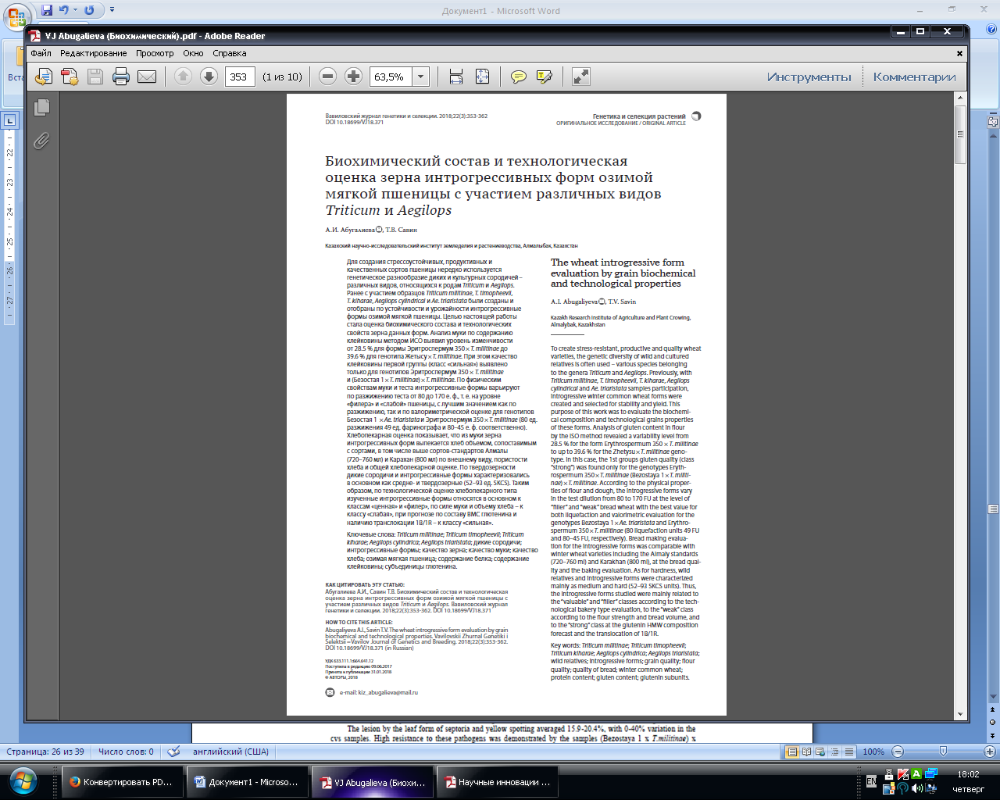 Документ1 - Microsoft Word
VJ Abugalieva (Биохимический).pdf - Adobe Reader
Файл Редактирование Просмотр Окно Справка
353 (1 из 10) 63,5% Инструменты Комментарии
Вавиловский журнал генетики и селекции. 2018;22(3):353-362
DOI 10.18699/VJ18.371
Генетика и селекция растений
ОРИГИНАЛЬНОЕ ИССЛЕДОВАНИЕ / ORIGINAL ARTICLE
Биохимический состав и технологическая
оценка зерна интрогрессивных форм озимой
мягкой пшеницы с участием различных видов
Triticum и Aegilops
А.И. Абугалиева, Т.В. Савин
Казахский научно-исследовательский институт земледелия и растениеводства, Алмалыбак, Казахстан
Для создания стрессоустойчивых, продуктивных и
качественных сортов пшеницы нередко используется
генетическое разнообразие диких и культурных сородичей –
различных видов, относящихся к родам Triticum и Aegilops.
Ранее с участием образцов Triticum militinae, T. timopheevii,
T. kiharae, Aegilops cylindrical и Ae. triaristata были созданы и
отобраны по устойчивости и урожайности интрогрессивные
формы озимой мягкой пшеницы. Целью настоящей работы
стала оценка биохимического состава и технологических
свойств зерна данных форм. Анализ муки по содержанию
клейковины методом ИСО выявил уровень изменчивости
от 28.5 % для формы Эритроспермум 350 × T. militinae до
39.6 % для генотипа Жетысу × T. militinae. При этом качество
клейковины первой группы (класс «сильная») выявлено
только для генотипов Эритроспермум 350 × T. militinae
и (Безостая 1 × T. militinae) × T. militinae. По физическим
свойствам муки и теста интрогрессивные формы варьируют
по разжижению теста от 80 до 170 е. ф., т. е. на уровне
«филера» и «слабой» пшеницы, с лучшим значением как по
разжижению, так и по валориметрической оценке для генотипов
Безостая 1 × Ae. triaristata и Эритроспермум 350 × T. militinae (80 ед.
разжижения 49 ед. фаринографа и 80–45 е. ф. соответственно).
Хлебопекарная оценка показывает, что из муки зерна
интрогрессивных форм выпекается хлеб объемом, сопоставимым
с сортами, в том числе выше сортов-стандартов Алмалы
(720–760 мл) и Карахан (800 мл) по внешнему виду, пористости
хлеба и общей хлебопекарной оценке. По твердозерности
дикие сородичи и интрогрессивные формы характеризовались
в основном как средне- и твердозерные (52–93 ед. SKCS). Таким
образом, по технологической оценке хлебопекарного типа
изученные интрогрессивные формы относятся в основном к
классам «ценная» и «филер», по силе муки и объему хлеба – к
классу «слабая», при прогнозе по составу ВМС глютенина и
наличию транслокации 1B/1R – к классу «сильная».
Ключевые слова: Triticum militinae; Triticum timopheevii; Triticum
kiharae; Aegilops cylindrica; Aegilops triaristata; дикие сородичи;
интрогрессивные формы; качество зерна; качество муки; качество
хлеба; озимая мягкая пшеница; содержание белка; содержание
клейковины; субъединицы глютенина.
КАК ЦИТИРОВАТЬ ЭТУ СТАТЬЮ:
Абугалиева А.И., Савин Т.В. Биохимический состав и технологическая
оценка зерна интрогрессивных форм озимой мягкой пшеницы с
участием различных видов Triticum и Aegilops. Вавиловский журнал
генетики и селекции. 2018;22(3):353-362. DOI 10.18699/VJ18.371
HOW TO CITE THIS ARTICLE:
Abugaliyeva A.I., Savin T.V. The wheat introgressive form evaluation by grain
biochemical and technological properties. Vavilovskii Zhurnal Genetiki i
Selektsii = Vavilov Journal of Genetics and Breeding. 2018;22(3):353-362.
DOI 10.18699/VJ18.371 (in Russian)
УДК 633.111.1:664.641.12
Поступила в редакцию 09.06.2017
Принята к публикации 31.01.2018
© АВТОРЫ, 2018
e-mail: kiz_abugalieva@mail.ru
The wheat introgressive form
evaluation by grain biochemical
and technological properties
A.I. Abugaliyeva, T.V. Savin
Kazakh Research Institute of Agriculture and Plant Crowing,
Almalybak, Kazakhstan
To create stress-resistant, productive and quality wheat
varieties, the genetic diversity of wild and cultured
relatives is often used – various species belonging
to the genera Triticum and Aegilops. Previously, with
Triticum militinae, T. timopheevii, T. kiharae, Aegilops
cylindrical and Ae. triaristata samples participation,
introgressive winter common wheat forms were
created and selected for stability and yield. This
purpose of this work was to evaluate the biochemi-
cal composition and technological grains properties
of these forms. Analysis of gluten content in flour
by the ISO method revealed a variability level from
28.5 % for the form Erythrospermum 350 × T. militinae
to up to 39.6 % for the Zhetysu × T. militinae geno-
type. In this case, the 1st groups gluten quality (class
“strong”) was found only for the genotypes Eryth-
rospermum 350 × T. militinae (Bezostaya 1 × T. militi-
nae) × T. militinae. According to the physical proper-
ties of flour and dough, the introgressive forms vary
in the test dilution from 80 to 170 FU at the level of
“filler” and “weak” bread wheat with the best value for
both liquefaction and valorimetric evaluation for the
genotypes Bezostaya 1 × Ae. triaristata and Erythro-
spermum 350 × T. militinae (80 liquefaction units 49 FU
and 80–45 FU, respectively). Bread making evalua-
tion for the introgressive forms was comparable with
winter wheat varieties including the Almaly standards
(720–760 ml) and Karakhan (800 ml), at the bread qual-
ity and the baking evaluation. As for hardness, wild
relatives and introgressive forms were characterized
mainly as medium and hard (52–93 SKCS units). Thus,
the introgressive forms studied were mainly related to
the “valuable” and “filler” classes according to the tech-
nological bakery type evaluation, to the “weak” class
according to the flour strength and bread volume, and
to the “strong” class at the glutenin HMW composition
forecast and the translocation of 1B/1R.
Key words: Triticum militinae; Triticum timopheevii;
Triticum kiharae; Aegilops cylindrica; Aegilops triaristata;
wild relatives; introgressive forms; grain quality; flour
quality; quality of bread; winter common wheat;
protein content; gluten content; glutenin subunits.
The lesion by the leaf form of septoria and yellow spotting averaged 15.9-20.4%, with 0-40% variation in the
cvs samples. High resistance to these pathogens was demonstrated by the samples (Bezostaya 1 x T.militinae) x
Страница: 26 из 39 Число слов: 0 английский (США) 100%
Конвертировать PD... Документ1 - Microso... VJ Abugalieva (Биохи... Научные инновации ... EN 18:02
четверг